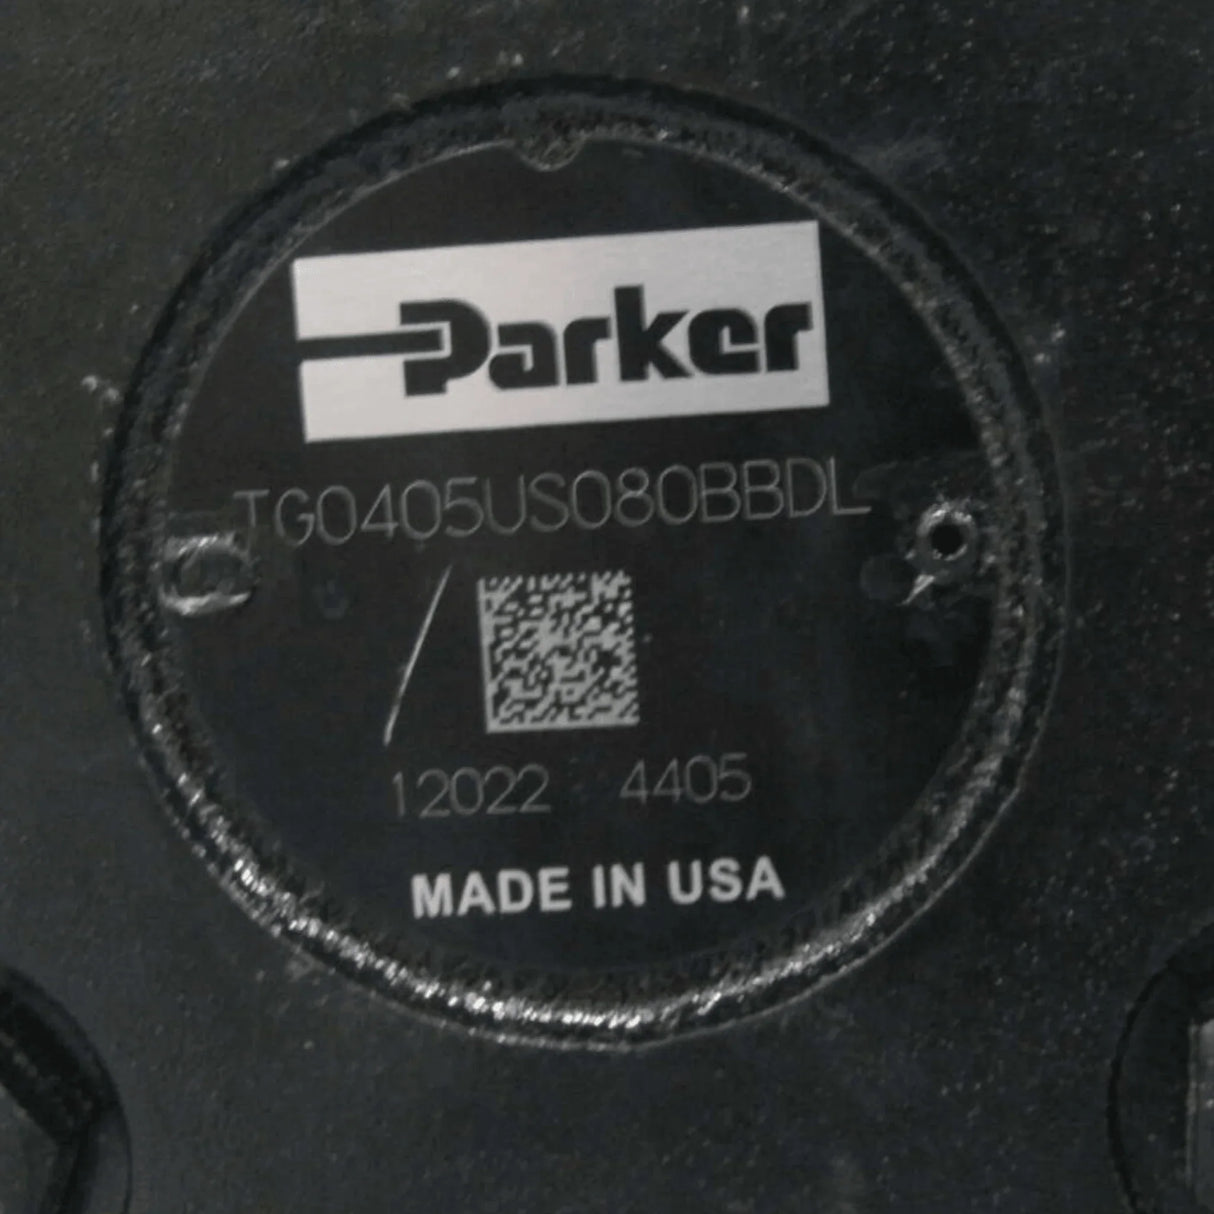 Parker
TG0405US080BBDL
12022 4405
MADE IN USA